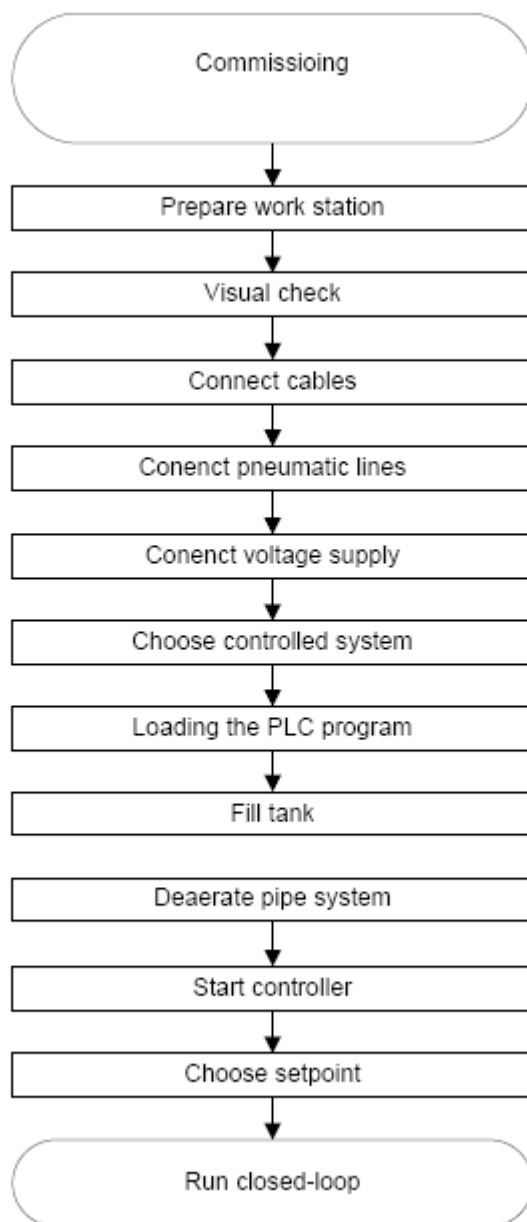 Commissioing
Prepare work station
Visual check
Connect cables
Conenct pneumatic lines
Conenct voltage supply
Choose controlled system
Loading the PLC program
Fill tank
Deaerate pipe system
Start controller
Choose setpoint
Run closed-loop